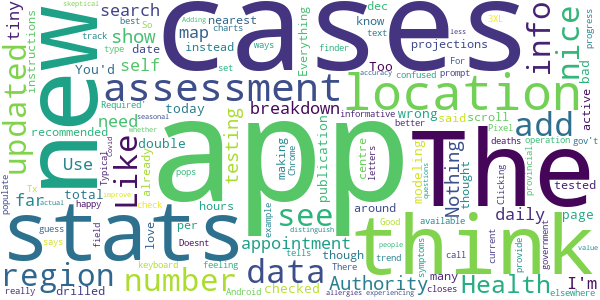 cases
app
The
new
stats
think
location
assessment
Like
see
data
number
region
updated
nice
info
add
Health
Authority
I'm
Nothing
need
show
self
map
search
tiny
testing
breakdown
appointment
daily
publication
modeling
Use
far
total
hours
double
recommended
today
date
You'd
instead
projections
nearest
dec
know
Too
bad
wrong
said
scroll
active
tested
page
already
making
Chrome
letters
centre
thought
around
many
checked
drilled
per
though
love
happy
guess
says
field
check
populate
really
closes
elsewhere
keyboard
Android
feeling
Doesnt
There
tells
pops
example
distinguish
Typical
Tx
For
type
So
track
best
Adding
charts
ways
text
set
finder
Everything
confused
prompt
instructions
skeptical
less
accuracy
Required
seasonal
whether
covid
improve
actual
informative
better
Pixel
3XL
progress
deaths
operation
gov't
provincial
trend
Good
available
questions
Clicking
provide
government
call
current
people
symptoms
value
allergies
experiencing